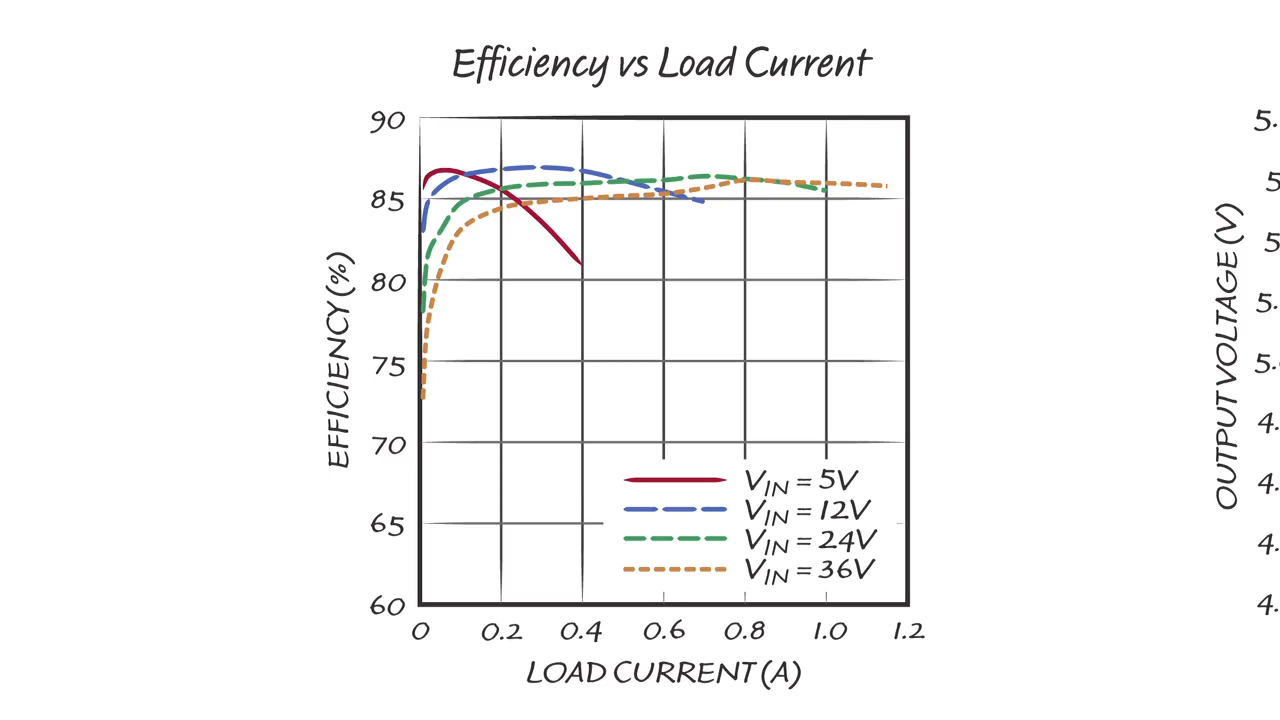 Efficiency vs Load Current
90
85
80
75
70
65
60
EFFICIENCY (%)
0 0.2 0.4 0.6 0.8 1.0 1.2
LOAD CURRENT (A)
VIN = 5V
VIN = 12V
VIN = 24V
VIN = 36V
OUTPUT VOLTAGE (V)